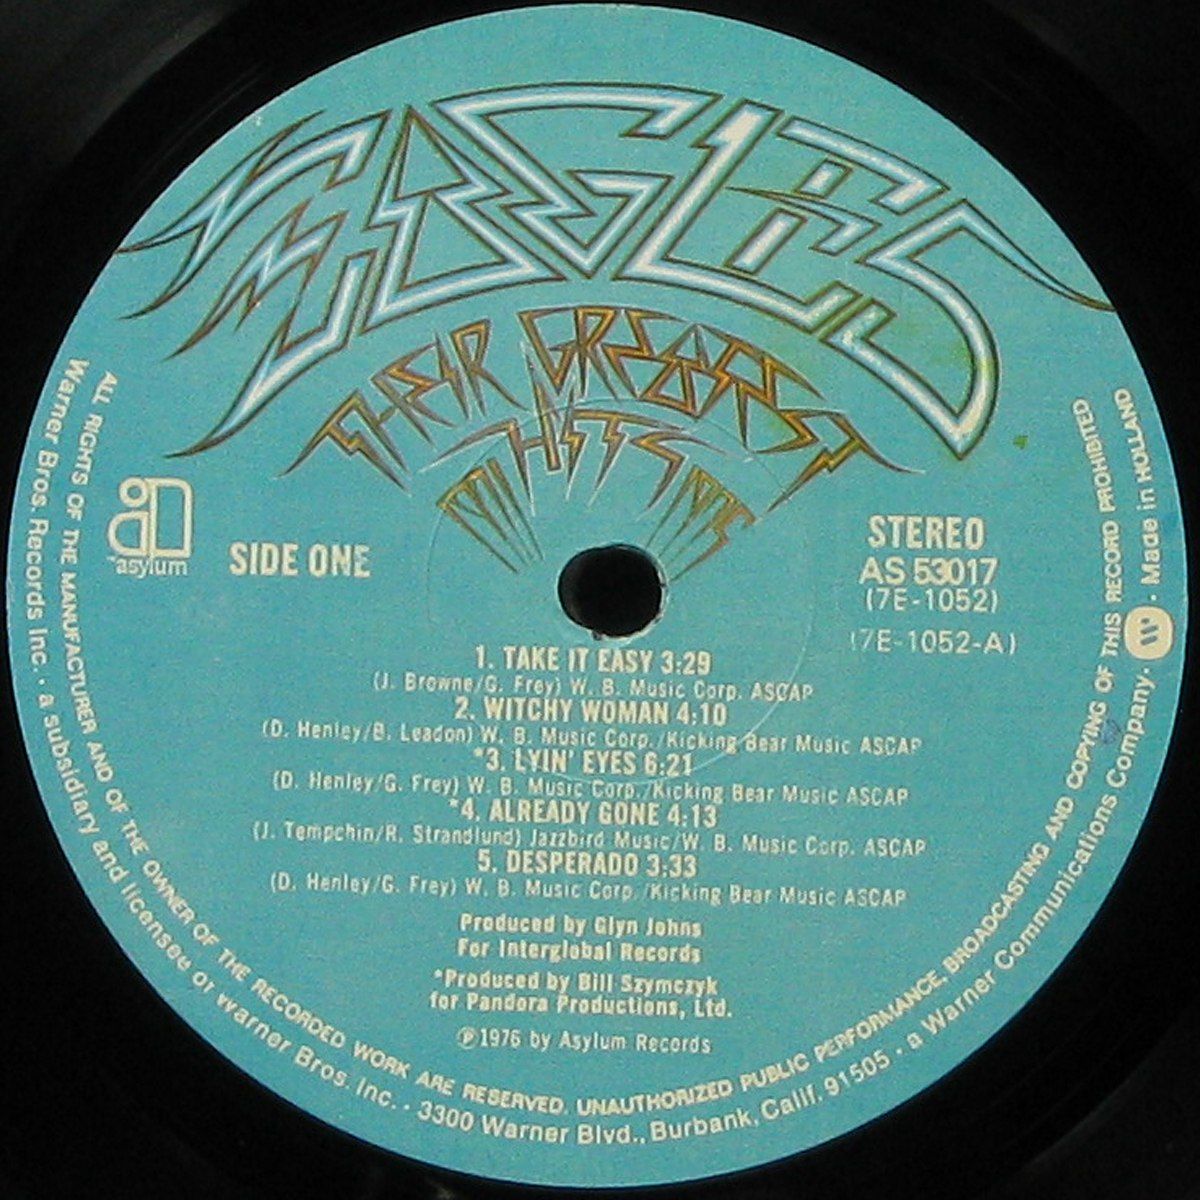 EAGLES
THEIR GREATEST
HITS
1971 1975
asylum
SIDE ONE
STEREO
AS 53017
(7E-1052)
(7E-1052-A)
1. TAKE IT EASY 3:29
(J. Browne/G. Frey) W. B. Music Corp. ASCAP
2. WITCHY WOMAN 4:10
(D. Henley/B. Leadon) W. B. Music Corp./Kicking Bear Music ASCAP
*3. LYIN' EYES 6:21
(D. Henley/G. Frey) W. B. Music Corp./Kicking Bear Music ASCAP
*4. ALREADY GONE 4:13
(J. Tempchin/R. Strandlund) Jazzbird Music/W. B. Music Corp. ASCAP
5. DESPERADO 3:33
(D. Henley/G. Frey) W. B. Music Corp./Kicking Bear Music ASCAP
Produced by Glyn Johns
For Interglobal Records
*Produced by Bill Szymczyk
for Pandora Productions, Ltd.
℗1976 by Asylum Records
ALL RIGHTS OF THE MANUFACTURER AND OF THE OWNER OF THE RECORDED WORK ARE RESERVED. UNAUTHORIZED PUBLIC PERFORMANCE, BROADCASTING AND COPYING OF THIS RECORD PROHIBITED
Warner Bros. Records Inc. · a subsidiary and licensee of Warner Bros. Inc. · 3300 Warner Blvd., Burbank, Calif. 91505 · a Warner Communications Company · W · Made in HOLLAND